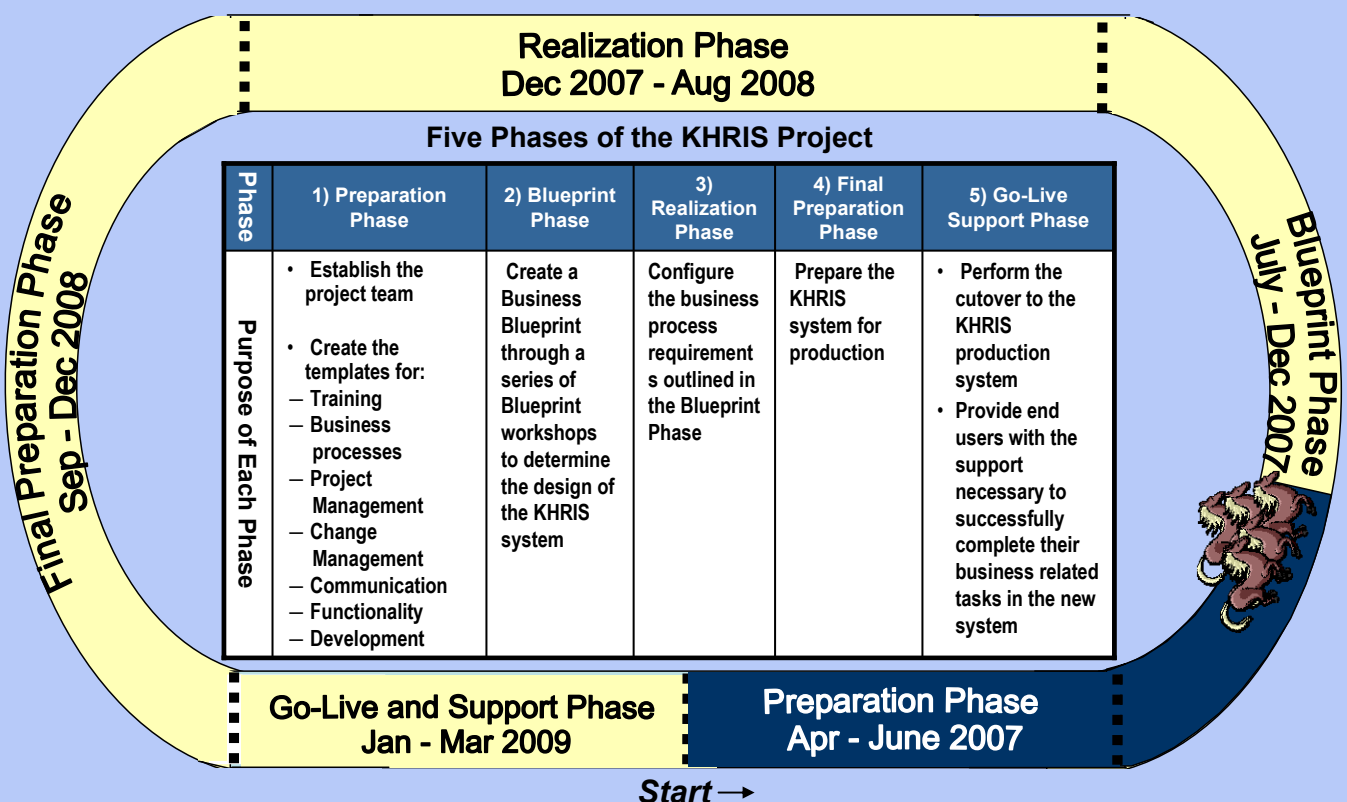 Realization Phase
Dec 2007 - Aug 2008
Five Phases of the KHRIS Project
Phase
1) Preparation
Phase
2) Blueprint
Phase
3)
Realization
Phase
4) Final
Preparation
Phase
5) Go-Live
Support Phase
Purpose of Each Phase
• Establish the
project team
• Create the
templates for:
– Training
– Business
processes
– Project
Management
– Change
Management
– Communication
– Functionality
– Development
Create a
Business
Blueprint
through a
series of
Blueprint
workshops
to determine
the design of
the KHRIS
system
Configure
the business
process
requirement
s outlined in
the Blueprint
Phase
Prepare the
KHRIS
system for
production
• Perform the
cutover to the
KHRIS
production
system
• Provide end
users with the
support
necessary to
successfully
complete their
business related
tasks in the new
system
Final Preparation Phase
Sep - Dec 2008
Blueprint Phase
July - Dec 2007
Go-Live and Support Phase
Jan - Mar 2009
Preparation Phase
Apr - June 2007
Start →